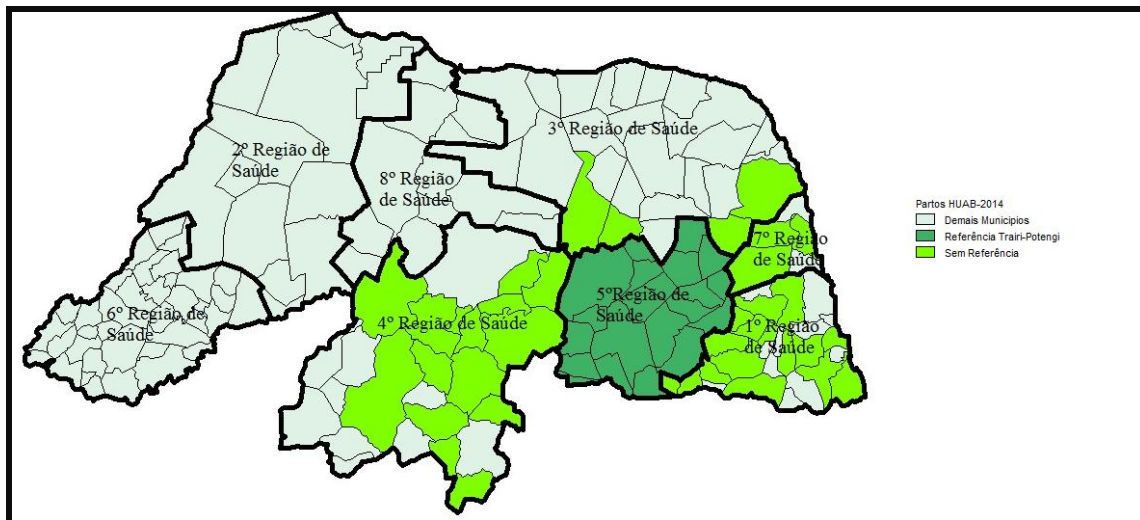 3º Região de Saúde
2º Região de
Saúde
8º Região
de Saúde
7º Região
de Saúde
5ºRegião de
Saúde
6º Região de
Saúde
4º Região de Saúde
1º Região
de Saúde
Partos HUAB-2014
Demais Municipios
Referência Trairi-Potengi
Sem Referência